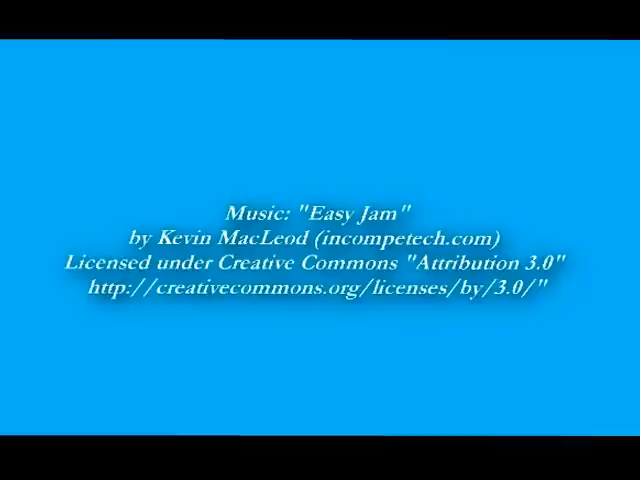 Music: "Easy Jam"
by Kevin MacLeod (incompetech.com)
Licensed under Creative Commons "Attribution 3.0"
http://creativecommons.org/licenses/by/3.0/"